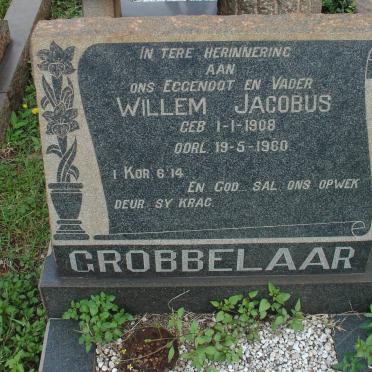 IN TERE HERINNERING
AAN
ONS EGGENOOT EN VADER
WILLEM JACOBUS
GEB 1-1-1908
OORL. 19-5-1960
1 KOR. 6:14
EN GOD SAL ONS OPWEK
DEUR SY KRAG
GROBBELAAR